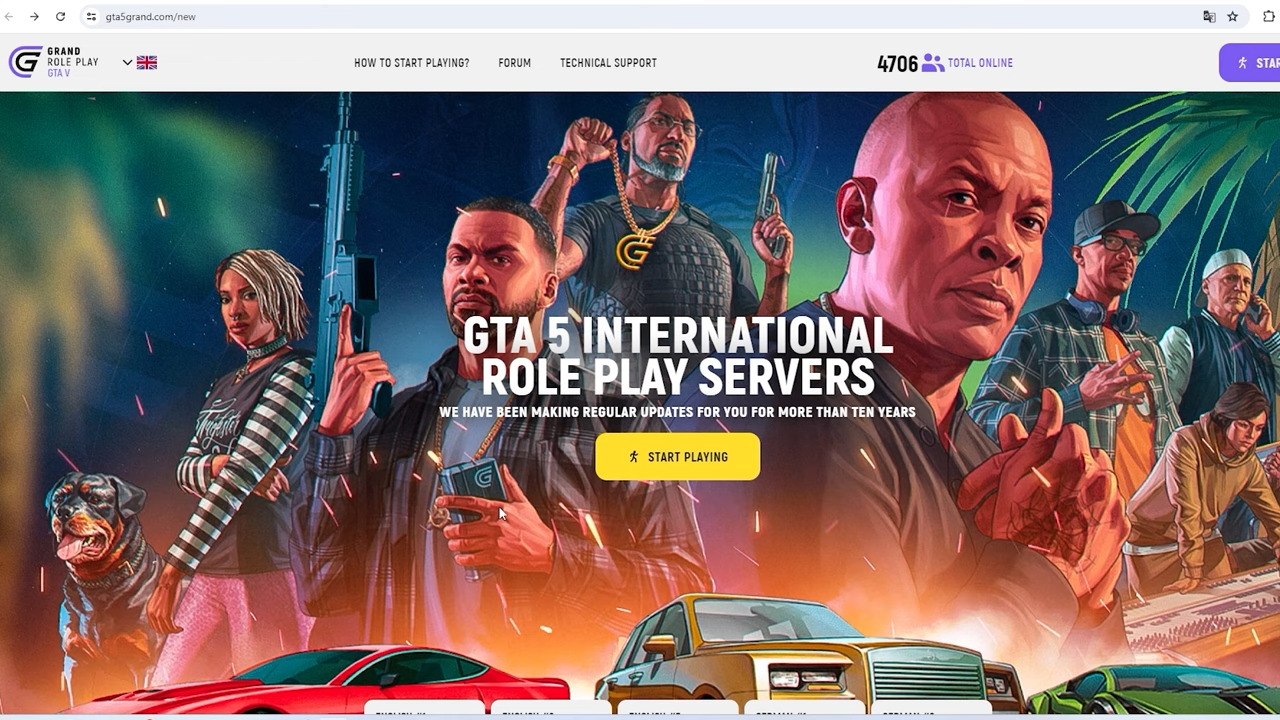 gta5grand.com/new
GRAND
ROLE PLAY
GTA V
HOW TO START PLAYING?
FORUM
TECHNICAL SUPPORT
4706 TOTAL ONLINE
STAR
GTA 5 INTERNATIONAL
ROLE PLAY SERVERS
WE HAVE BEEN MAKING REGULAR UPDATES FOR YOU FOR MORE THAN TEN YEARS
START PLAYING